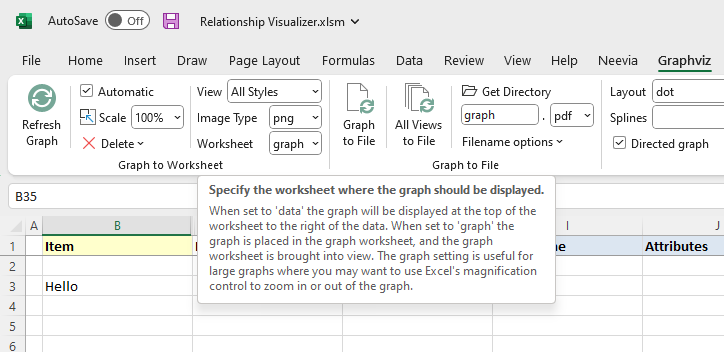 AutoSave Off Relationship Visualizer.xlsm
File Home Insert Draw Page Layout Formulas Data Review View Help Neevia Graphviz
Refresh Graph
Automatic
Scale 100%
Delete
View All Styles
Image Type png
Worksheet graph
Graph to Worksheet
Graph to File
All Views to File
Get Directory
graph . pdf
Filename options
Graph to File
Layout dot
Splines
Directed graph
B35
Specify the worksheet where the graph should be displayed.
When set to 'data' the graph will be displayed at the top of the
worksheet to the right of the data. When set to 'graph' the
graph is placed in the graph worksheet, and the graph
worksheet is brought into view. The graph setting is useful for
large graphs where you may want to use Excel's magnification
control to zoom in or out of the graph.
A B I J
1 Item Attributes
2
3 Hello
4
5
6